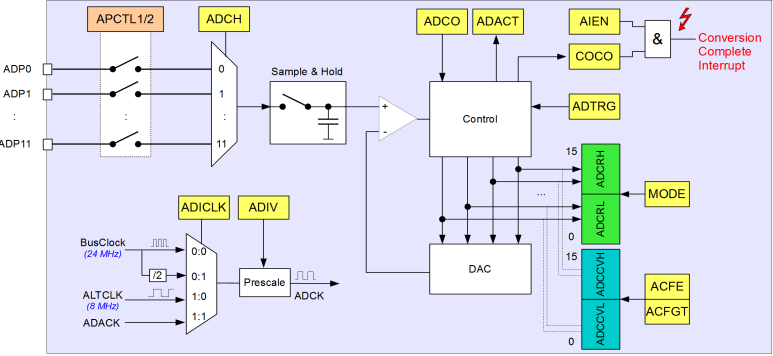 APCTL1/2
ADCH
ADCO
ADACT
AIEN
COCO
&
Conversion
Complete
Interrupt
ADP0
ADP1
:
ADP11
0
1
:
11
Sample & Hold
+
-
Control
ADTRG
15
ADCRH
ADCRL
0
MODE
...
DAC
15
ADCCVH
ADCCVL
0
ACFE
ACFGT
ADICLK
ADIV
BusClock
(24 MHz)
/2
ALTCLK
(8 MHz)
ADACK
0:0
0:1
1:0
1:1
Prescale
ADCK